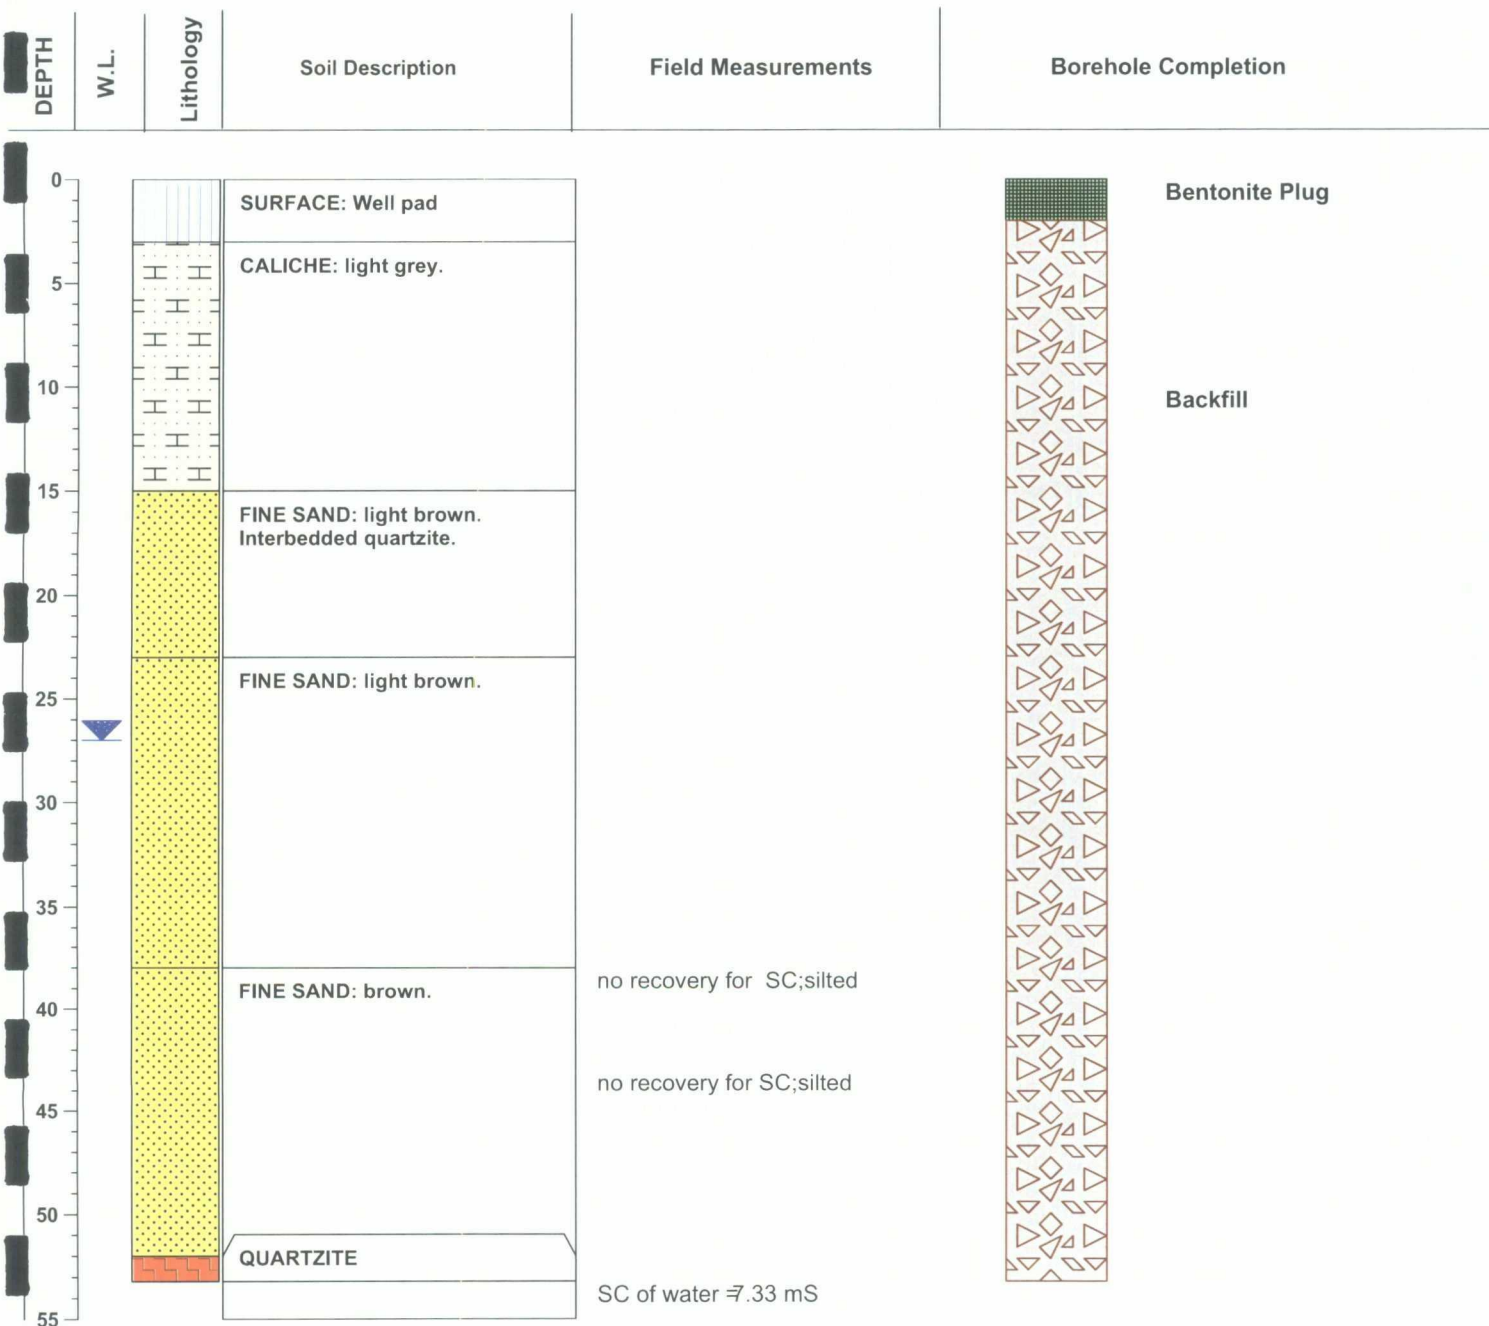 DEPTH
W.L.
Lithology
Soil Description
Field Measurements
Borehole Completion
0
SURFACE: Well pad
Bentonite Plug
CALICHE: light grey.
5
10
Backfill
15
FINE SAND: light brown.
Interbedded quartzite.
20
FINE SAND: light brown.
25
30
35
no recovery for SC;silted
FINE SAND: brown.
40
no recovery for SC;silted
45
50
QUARTZITE
SC of water =7.33 mS
55